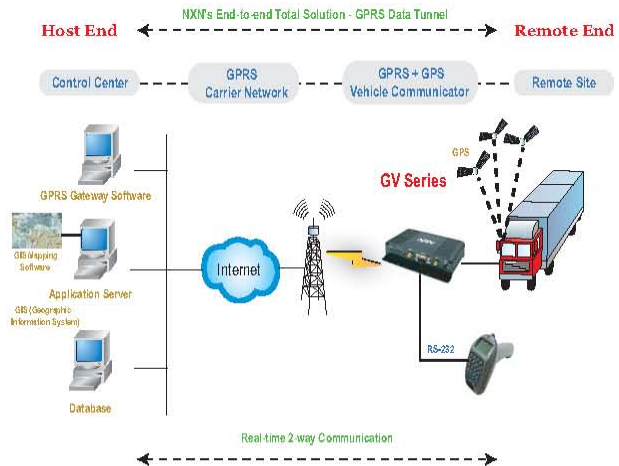 NXN's End-to-end Total Solution - GPRS Data Tunnel
Host End
Remote End
Control Center
GPRS
Carrier Network
GPRS + GPS
Vehicle Communicator
Remote Site
GPS
GV Series
GPRS Gateway Software
GIS Mapping
Software
Application Server
GIS (Geographic
Information System)
Internet
NXN
RS-232
Database
Real-time 2-way Communication